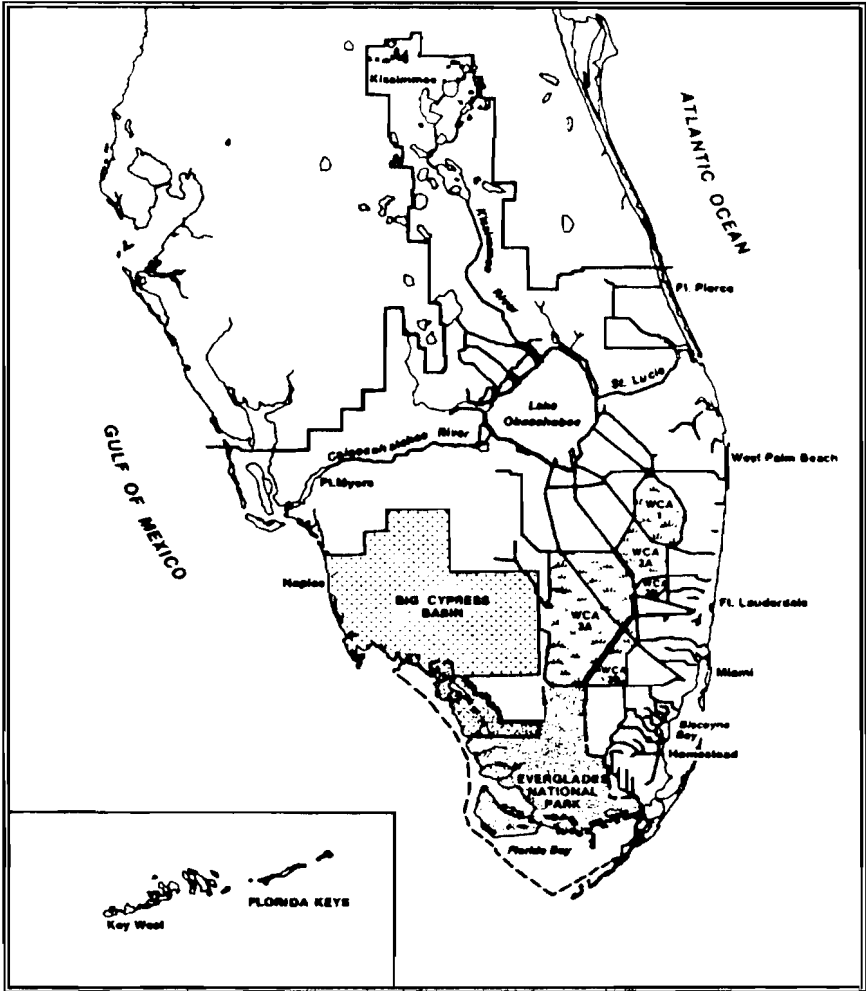 Kissimmee
ATLANTIC OCEAN
Kissimmee
River
Ft. Pierce
St. Lucie
Lake
Okeechobee
Caloosahatchee River
Ft. Myers
West Palm Beach
GULF OF MEXICO
WCA
1
WCA
2A
WCA
Naples
BIG CYPRESS
BASIN
WCA
3A
Ft. Lauderdale
WCA
Miami
Biscayne
Bay
Homestead
EVERGLADES
NATIONAL
PARK
Florida Bay
FLORIDA KEYS
Key West